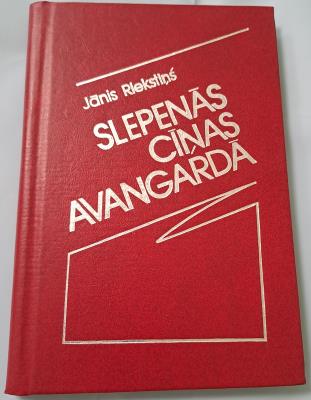 Jānis Riekstiņš
SLEPENĀS
CĪŅAS
AVANGARDĀ